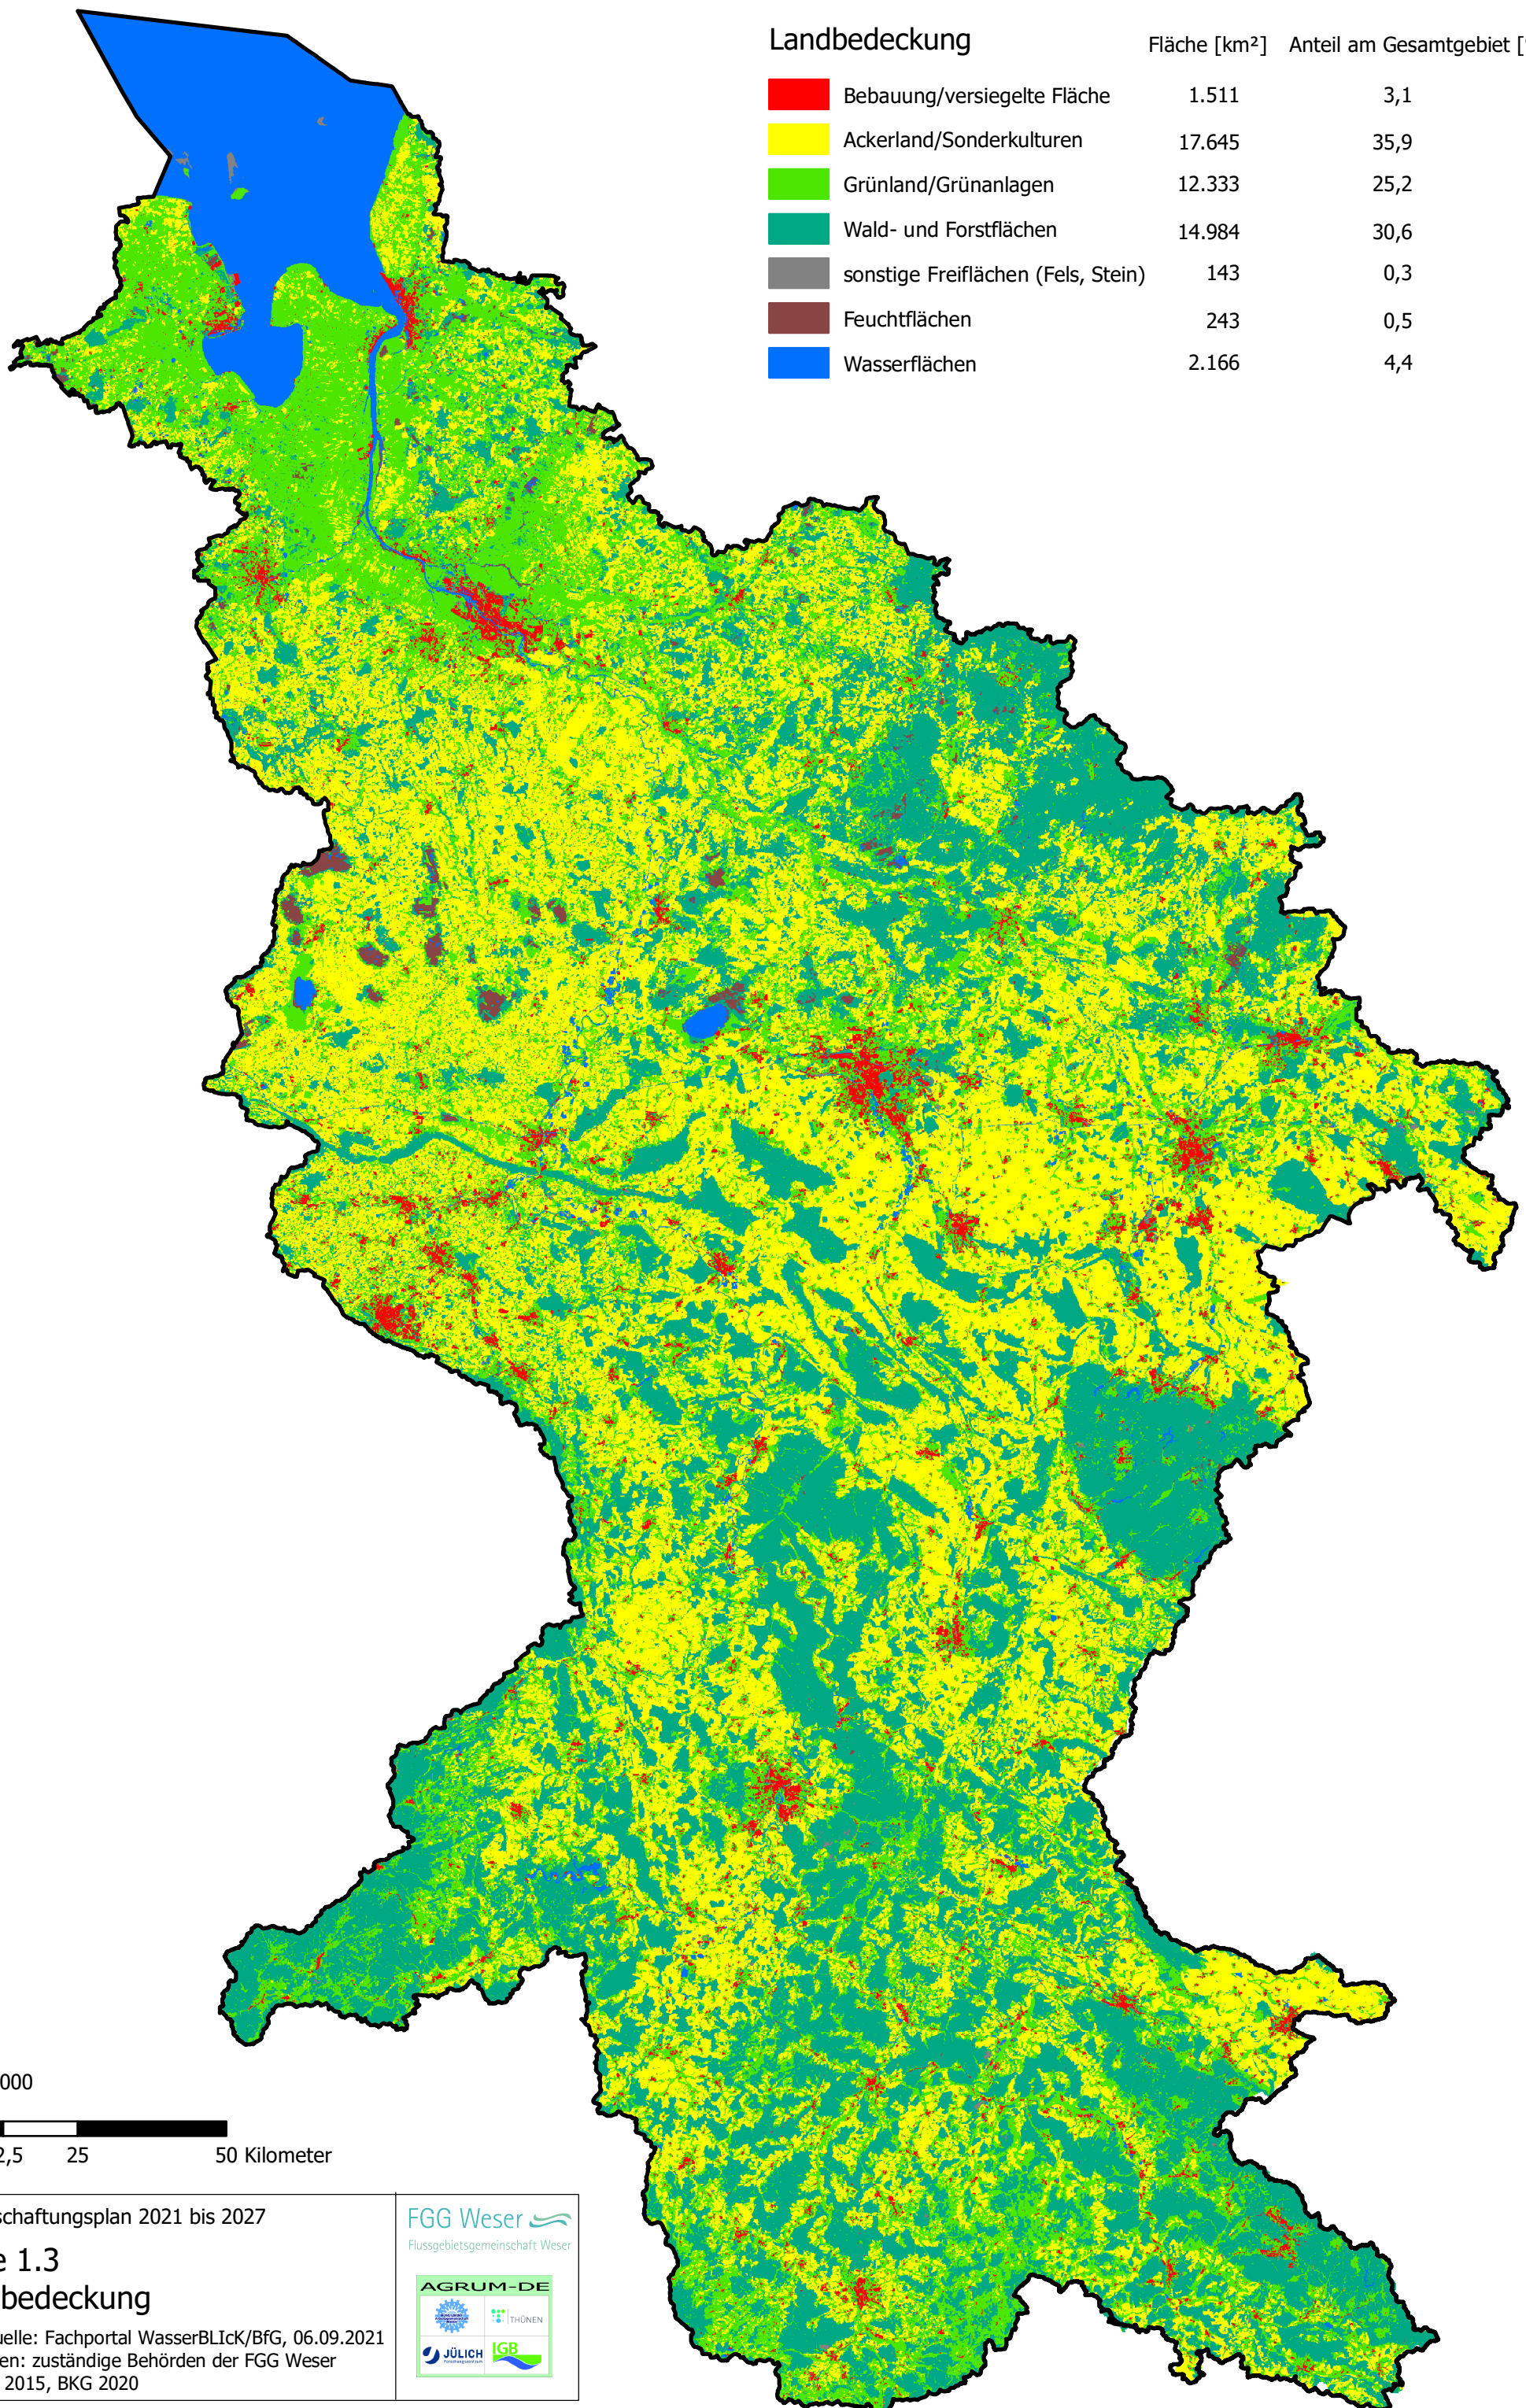 Landbedeckung Fläche [km²] Anteil am Gesamtgebiet [
Bebauung/versiegelte Fläche 1.511 3,1
Ackerland/Sonderkulturen 17.645 35,9
Grünland/Grünanlagen 12.333 25,2
Wald- und Forstflächen 14.984 30,6
sonstige Freiflächen (Fels, Stein) 143 0,3
Feuchtflächen 243 0,5
Wasserflächen 2.166 4,4
000
2,5 25 50 Kilometer
schaftungsplan 2021 bis 2027
e 1.3
bedeckung
uelle: Fachportal WasserBLIcK/BfG, 06.09.2021
en: zuständige Behörden der FGG Weser
2015, BKG 2020
FGG Weser
Flussgebietsgemeinschaft Weser
AGRUM-DE
THÜNEN
JÜLICH
Forschungszentrum
IGB